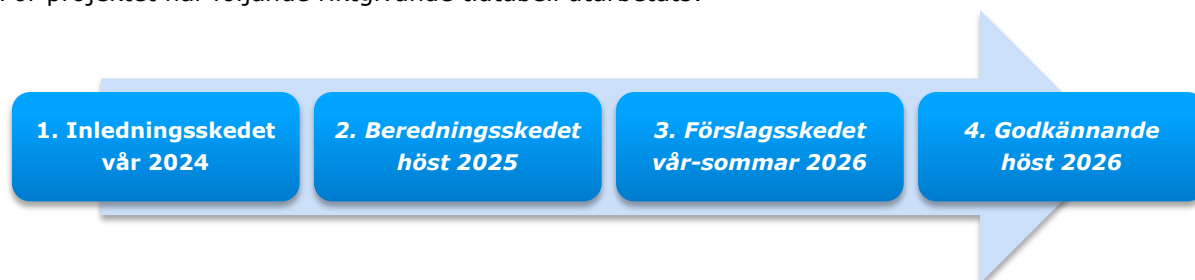 1. Inledningsskedet
vår 2024
2. Beredningsskedet
höst 2025
3. Förslagsskedet
vår-sommar 2026
4. Godkännande
höst 2026